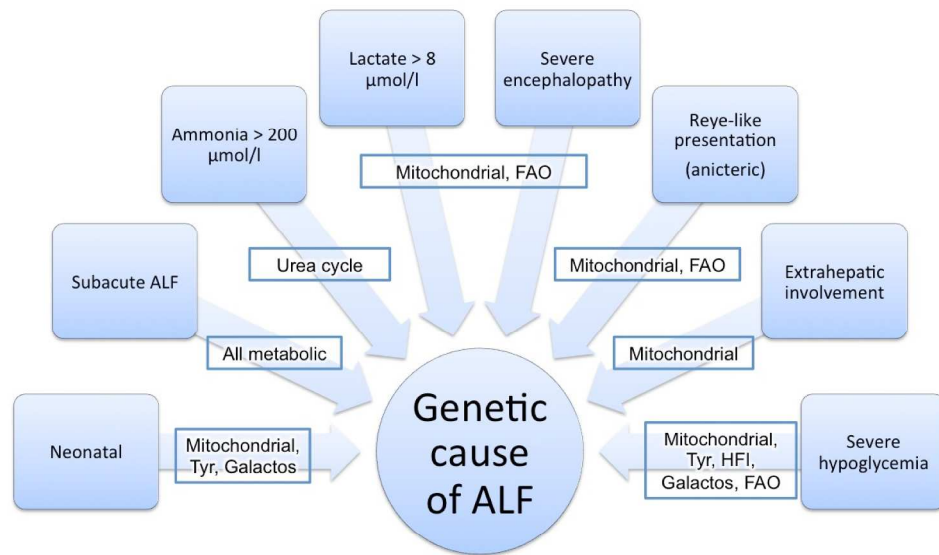 Lactate > 8
µmol/l
Severe
encephalopathy
Ammonia > 200
µmol/l
Reye-like
presentation
(anicteric)
Mitochondrial, FAO
Subacute ALF
Urea cycle
Mitochondrial, FAO
Extrahepatic
involvement
All metabolic
Mitochondrial
Neonatal
Mitochondrial,
Tyr, Galactos
Genetic
cause
of ALF
Mitochondrial,
Tyr, HFI,
Galactos, FAO
Severe
hypoglycemia